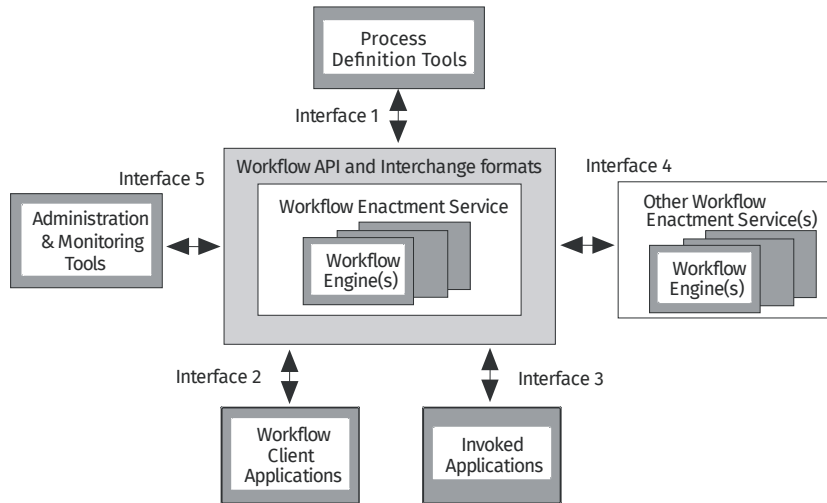 Process
Definition Tools
Interface 1
Workflow API and Interchange formats
Interface 4
Interface 5
Workflow Enactment Service
Other Workflow
Enactment Service(s)
Administration
& Monitoring
Tools
Workflow
Engine(s)
Workflow
Engine(s)
Interface 2
Interface 3
Workflow
Client
Applications
Invoked
Applications